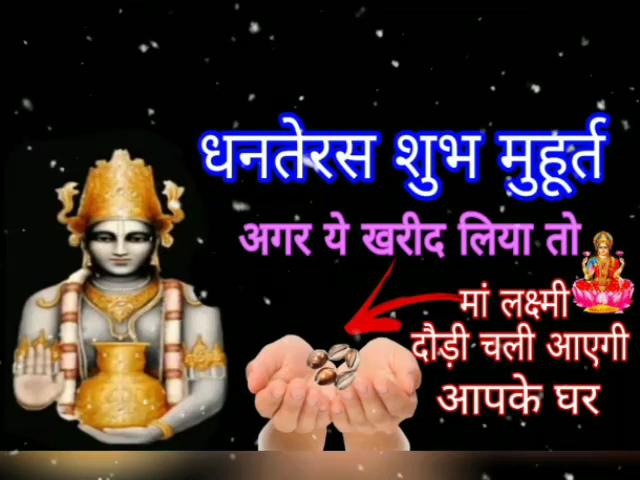 धनतेरस शुभ मुहूर्त
अगर ये खरीद लिया तो
मां लक्ष्मी
दौड़ी चली आएगी
आपके घर